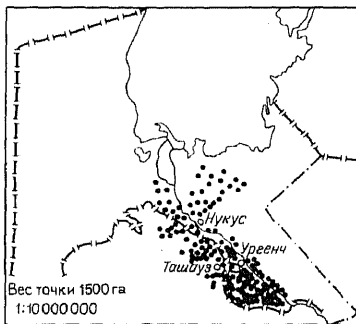 Нукус
Ургенч
Ташауз
Вес точки 1500 га
1:10 000 000